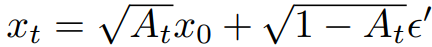 $x_t = \sqrt{A_t}x_0 + \sqrt{1 - A_t}\epsilon'$